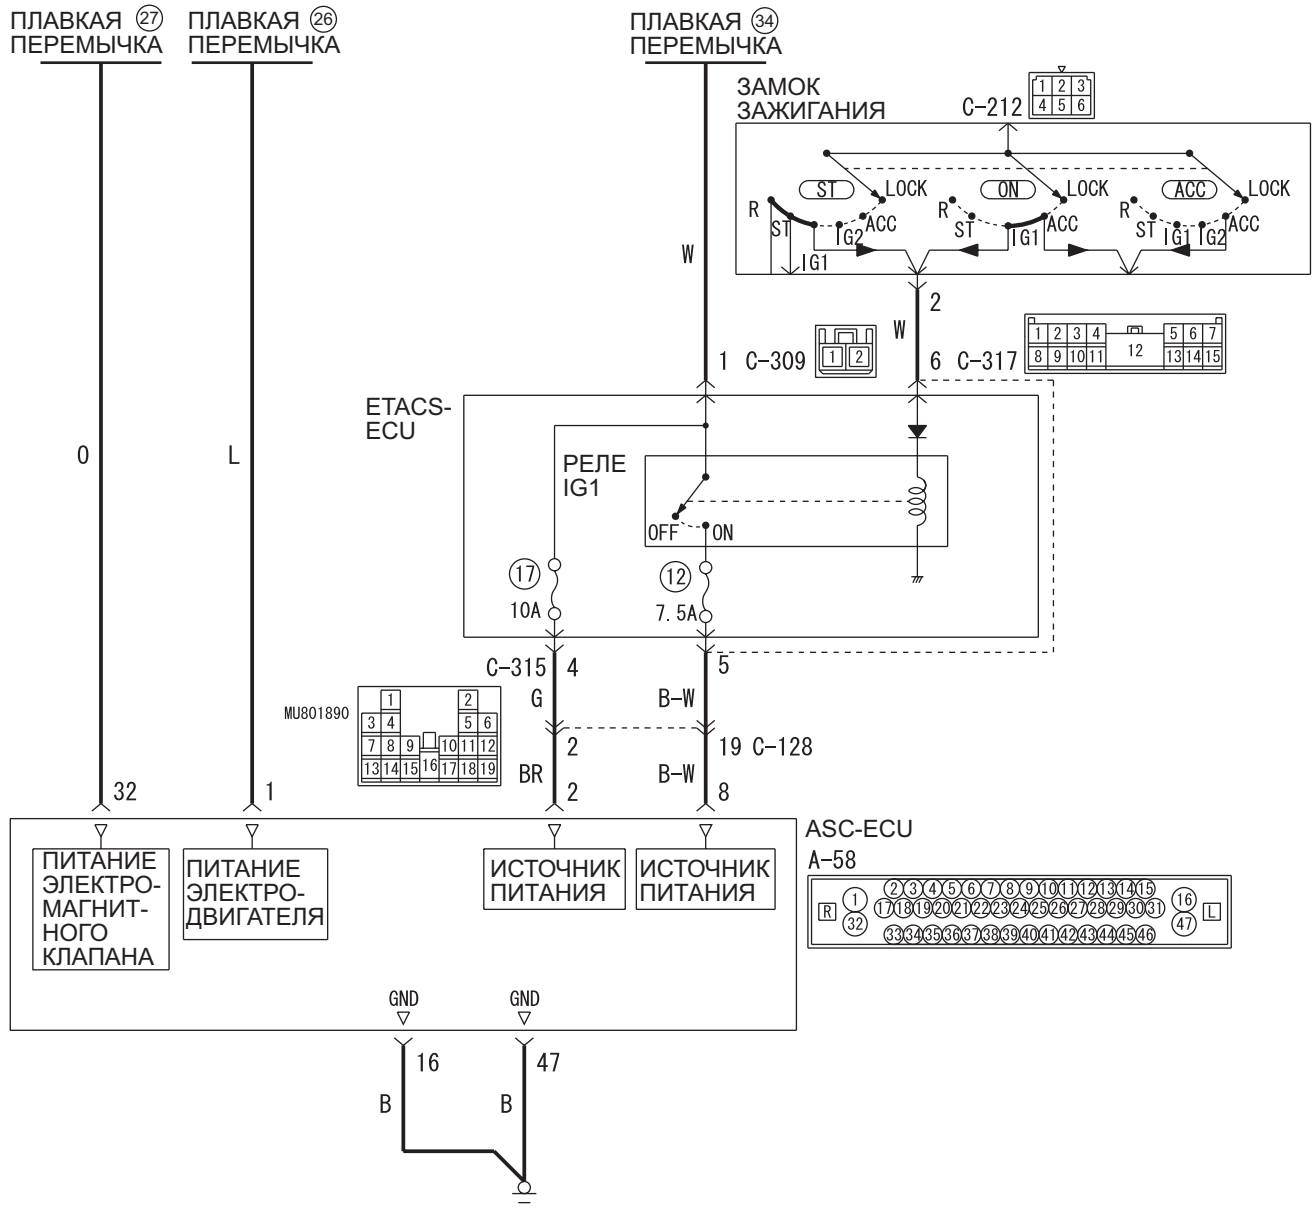 ПЛАВКАЯ 27
ПЕРЕМЫЧКА
ПЛАВКАЯ 26
ПЕРЕМЫЧКА
ПЛАВКАЯ 34
ПЕРЕМЫЧКА
ЗАМОК
ЗАЖИГАНИЯ
C-212
1 2 3
4 5 6
ST LOCK
R ST IG2 ACC
IG1
ON LOCK
R ST IG1 ACC
ACC LOCK
R ST IG1 IG2 ACC
W
2
W
1 C-309
1 2
6 C-317
1 2 3 4 5 6 7
8 9 10 11 12 13 14 15
ETACS-
ECU
O
L
РЕЛЕ
IG1
OFF ON
17
10A
12
7.5A
C-315 4
5
G
B-W
MU801890
1 2
3 4 5 6
7 8 9 10 11 12
13 14 15 16 17 18 19
2
19 C-128
BR
B-W
32
1
2
8
ASC-ECU
A-58
ПИТАНИЕ
ЭЛЕКТРО-
МАГНИТ-
НОГО
КЛАПАНА
ПИТАНИЕ
ЭЛЕКТРО-
ДВИГАТЕЛЯ
ИСТОЧНИК
ПИТАНИЯ
ИСТОЧНИК
ПИТАНИЯ
R 1 32
2 3 4 5 6 7 8 9 10 11 12 13 14 15
17 18 19 20 21 22 23 24 25 26 27 28 29 30 31
33 34 35 36 37 38 39 40 41 42 43 44 45 46
16 47 L
GND
GND
16
47
B
B